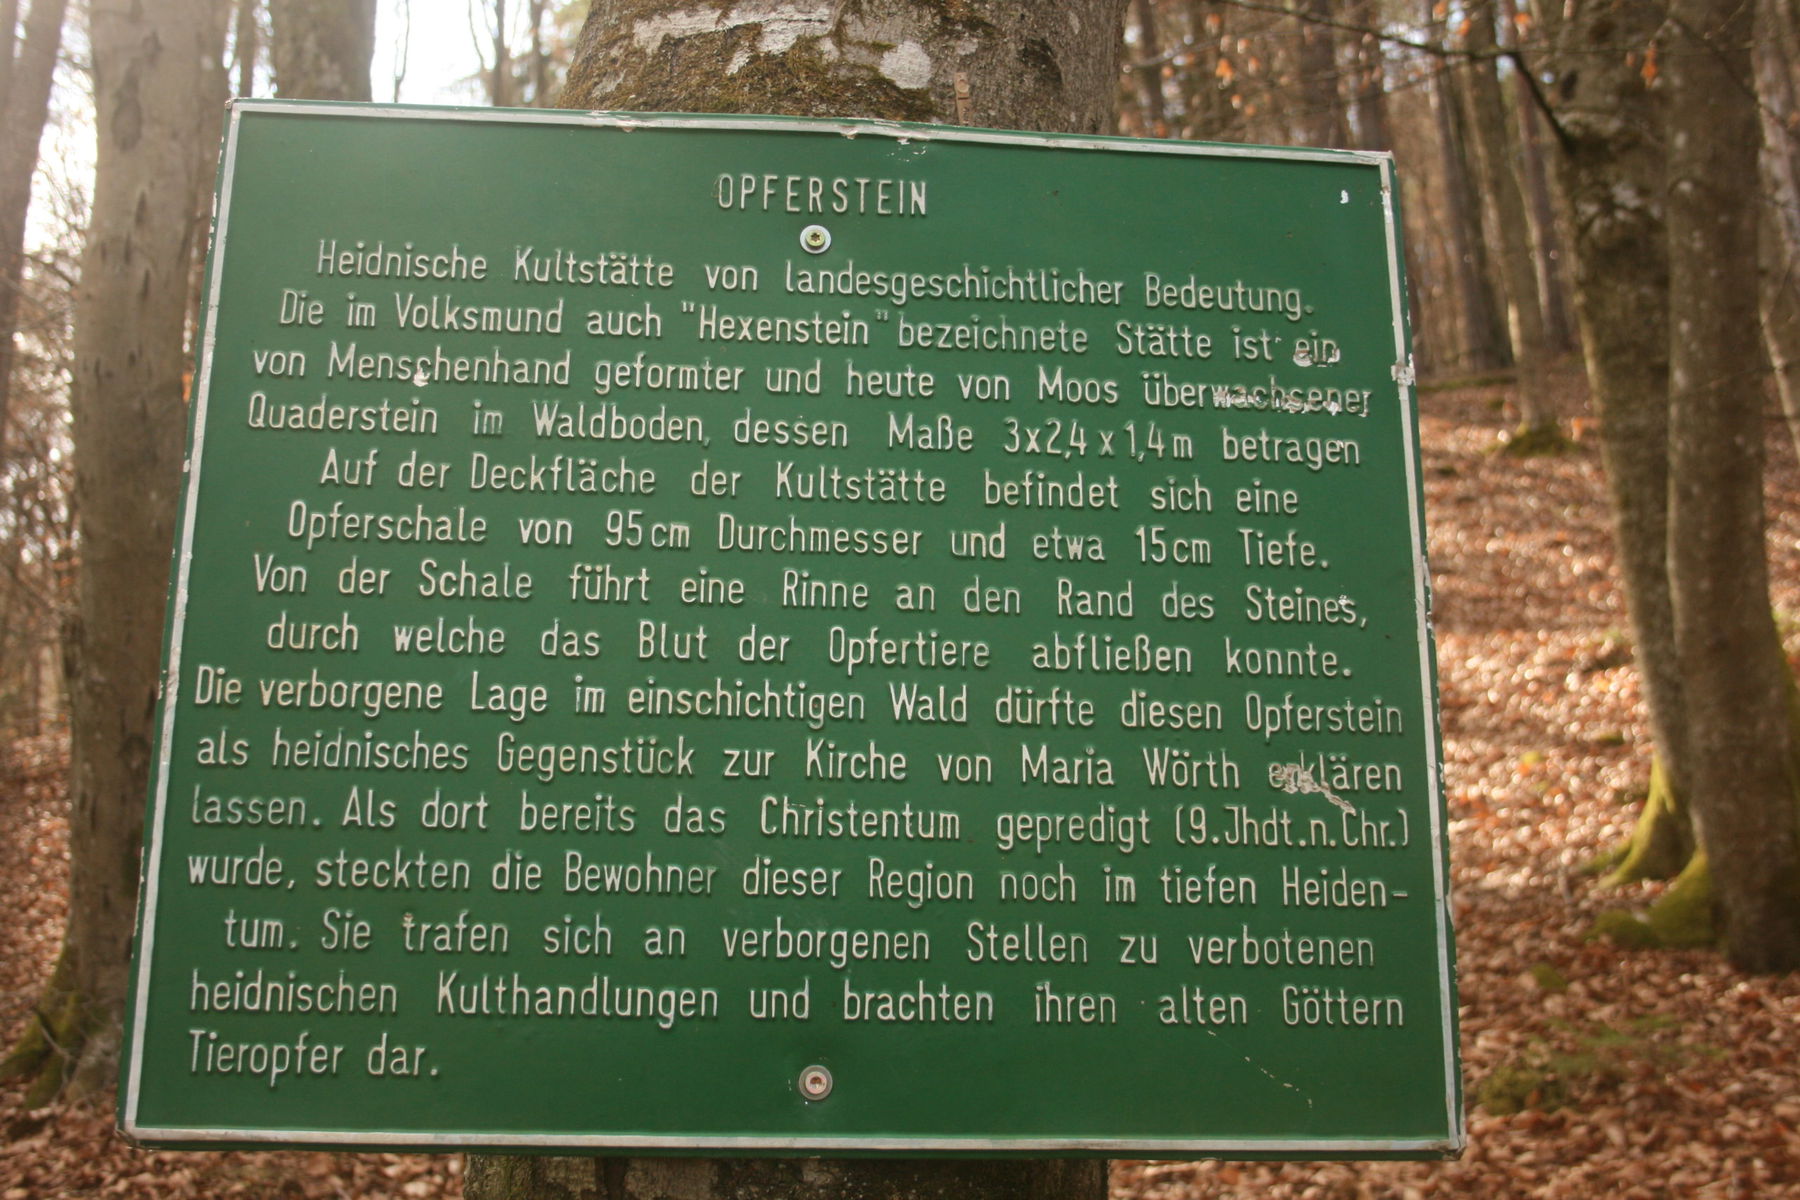 OPFERSTEIN
Heidnische Kultstätte von landesgeschichtlicher Bedeutung.
Die im Volksmund auch "Hexenstein" bezeichnete Stätte ist ein
von Menschenhand geformter und heute von Moos überwachsener
Quaderstein im Waldboden, dessen Maße 3x2,4 x 1,4 m betragen
Auf der Deckfläche der Kultstätte befindet sich eine
Opferschale von 95 cm Durchmesser und etwa 15cm Tiefe.
Von der Schale führt eine Rinne an den Rand des Steines,
durch welche das Blut der Opfertiere abfließen konnte.
Die verborgene Lage im einschichtigen Wald dürfte diesen Opferstein
als heidnisches Gegenstück zur Kirche von Maria Wörth erklären
lassen. Als dort bereits das Christentum gepredigt (9.Jhdt.n.Chr.)
wurde, steckten die Bewohner dieser Region noch im tiefen Heiden-
tum. Sie trafen sich an verborgenen Stellen zu verbotenen
heidnischen Kulthandlungen und brachten ihren alten Göttern
Tieropfer dar.